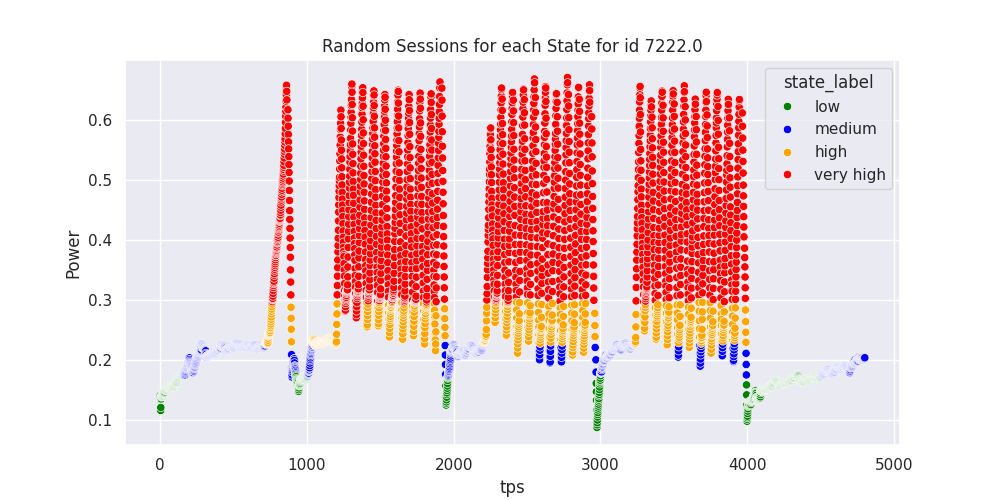 Random Sessions for each State for id 7222.0
Power
0.6
0.5
0.4
0.3
0.2
0.1
0
1000
2000
3000
4000
5000
tps
state_label
low
medium
high
very high